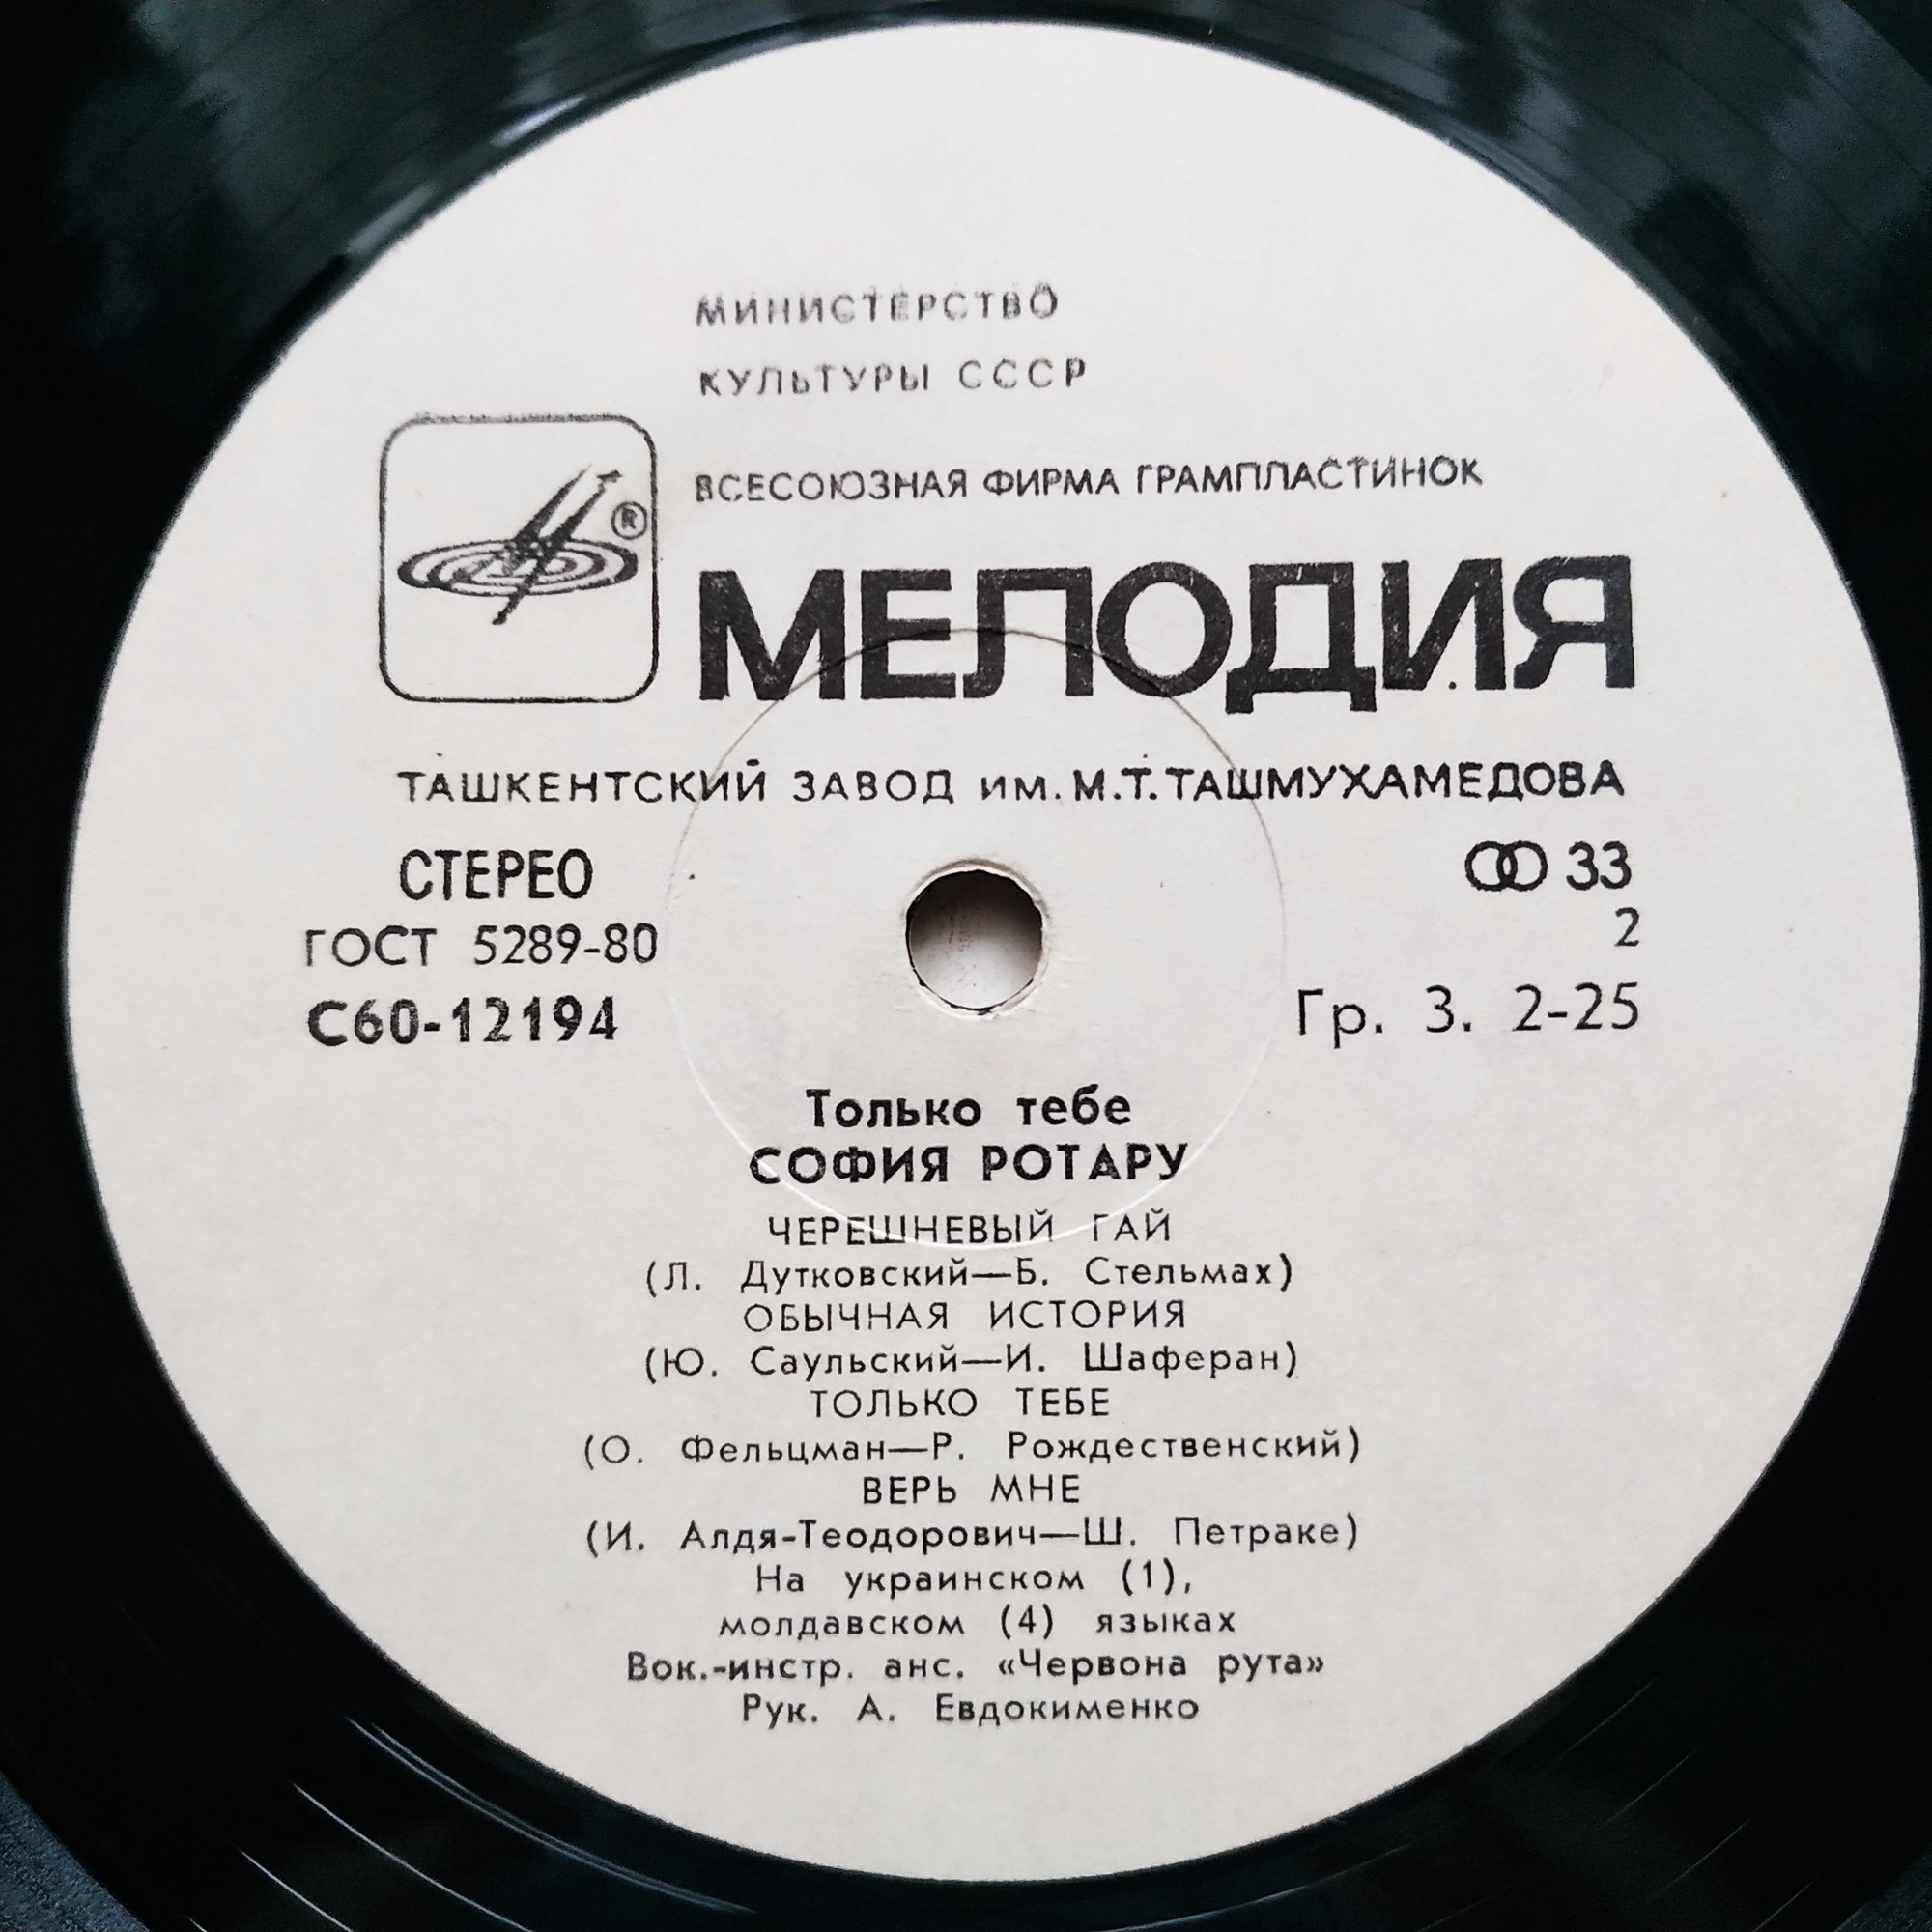 МИНИСТЕРСТВО
КУЛЬТУРЫ СССР
ВСЕСОЮЗНАЯ ФИРМА ГРАМПЛАСТИНОК
®
МЕЛОДИЯ
ТАШКЕНТСКИЙ ЗАВОД им. М.Т. ТАШМУХАМЕДОВА
СТЕРЕО 33
ГОСТ 5289-80 2
С60-12194 Гр. 3. 2-25
Только тебе
СОФИЯ РОТАРУ
ЧЕРЕШНЕВЫЙ ГАЙ
(Л. Дутковский—Б. Стельмах)
ОБЫЧНАЯ ИСТОРИЯ
(Ю. Саульский—И. Шаферан)
ТОЛЬКО ТЕБЕ
(О. Фельцман—Р. Рождественский)
ВЕРЬ МНЕ
(И. Алдя-Теодорович—Ш. Петраке)
На украинском (1),
молдавском (4) языках
Вок.-инстр. анс. «Червона рута»
Рук. А. Евдокименко